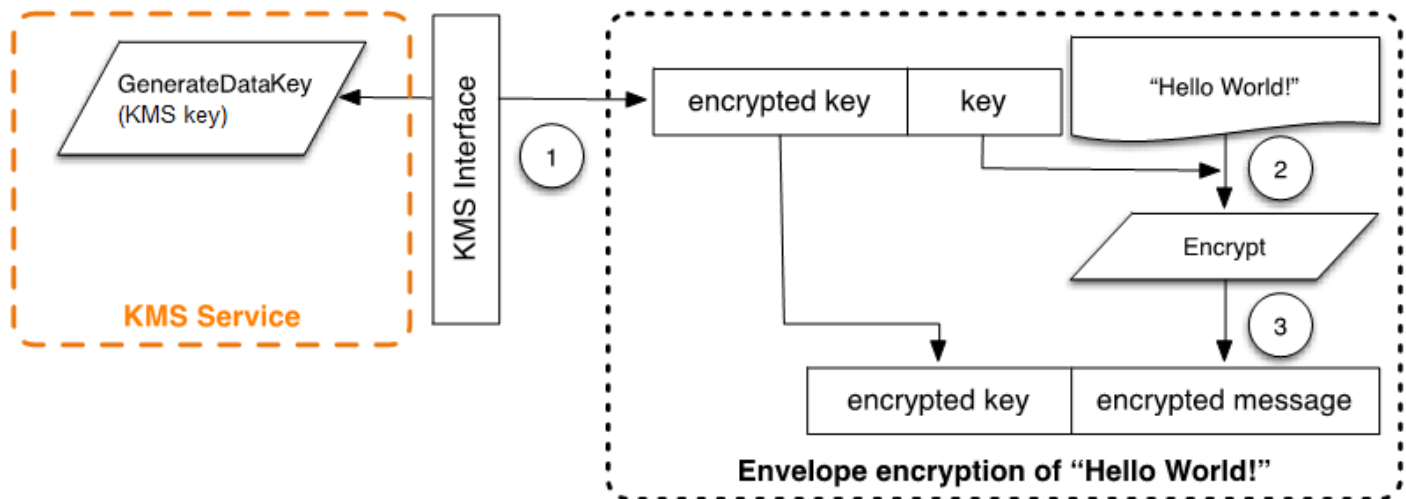 GenerateDataKey
(KMS key)
KMS Service
KMS Interface
1
encrypted key
key
“Hello World!”
2
Encrypt
3
encrypted key
encrypted message
Envelope encryption of “Hello World!”